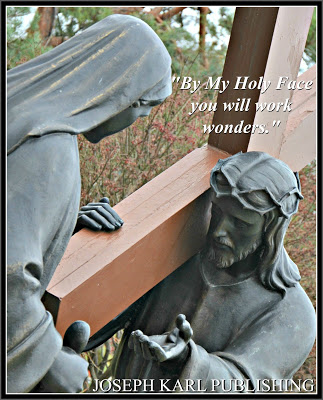 "By My Holy Face
you will work
wonders."
JOSEPH KARL PUBLISHING